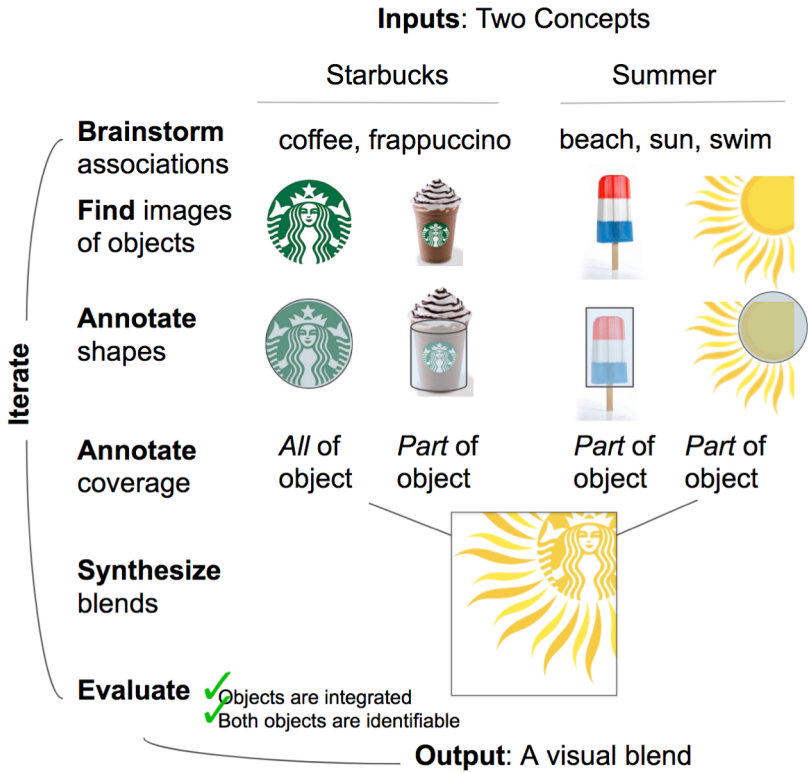 Inputs: Two Concepts
Starbucks
Summer
Brainstorm
associations
coffee, frappuccino
beach, sun, swim
Find images
of objects
Annotate
shapes
Iterate
Annotate
coverage
All of
object
Part of
object
Part of
object
Part of
object
Synthesize
blends
Evaluate
Objects are integrated
Both objects are identifiable
Output: A visual blend